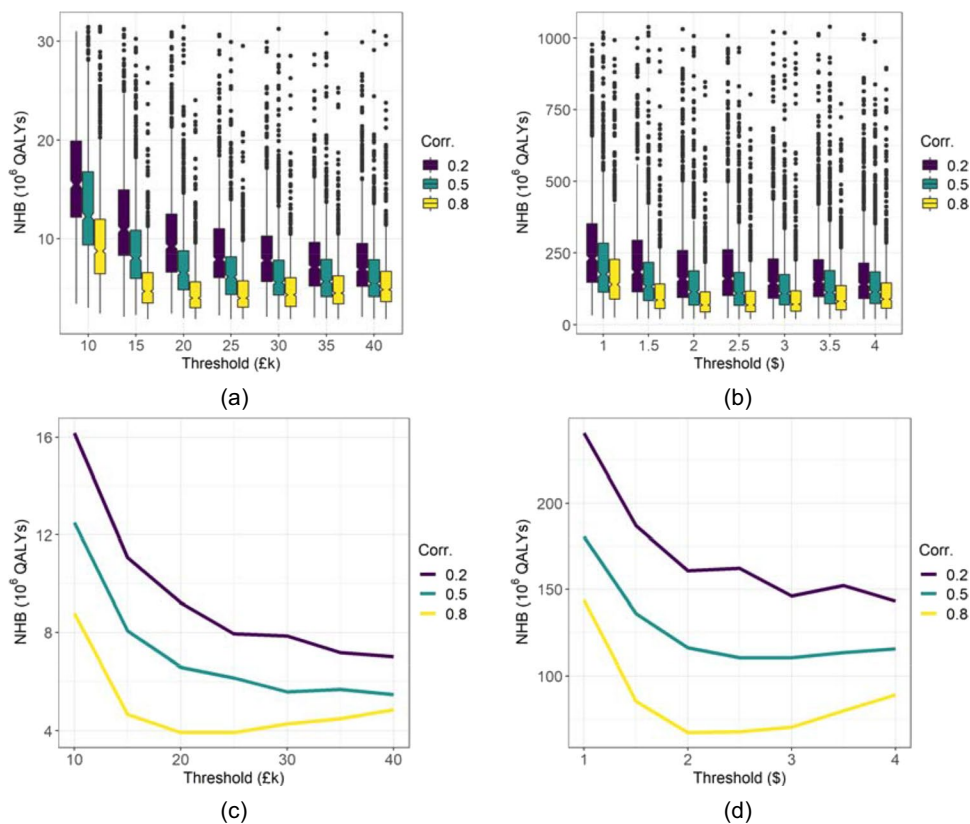 NHB (10⁶ QALYs)
30
20
10
10 15 20 25 30 35 40
Threshold (£k)
Corr.
0.2
0.5
0.8
(a)
NHB (10⁶ QALYs)
1000
750
500
250
0
1 1.5 2 2.5 3 3.5 4
Threshold ($)
Corr.
0.2
0.5
0.8
(b)
NHB (10⁶ QALYs)
16
12
8
4
10 20 30 40
Threshold (£k)
Corr.
0.2
0.5
0.8
(c)
NHB (10⁶ QALYs)
200
150
100
1 2 3 4
Threshold ($)
Corr.
0.2
0.5
0.8
(d)